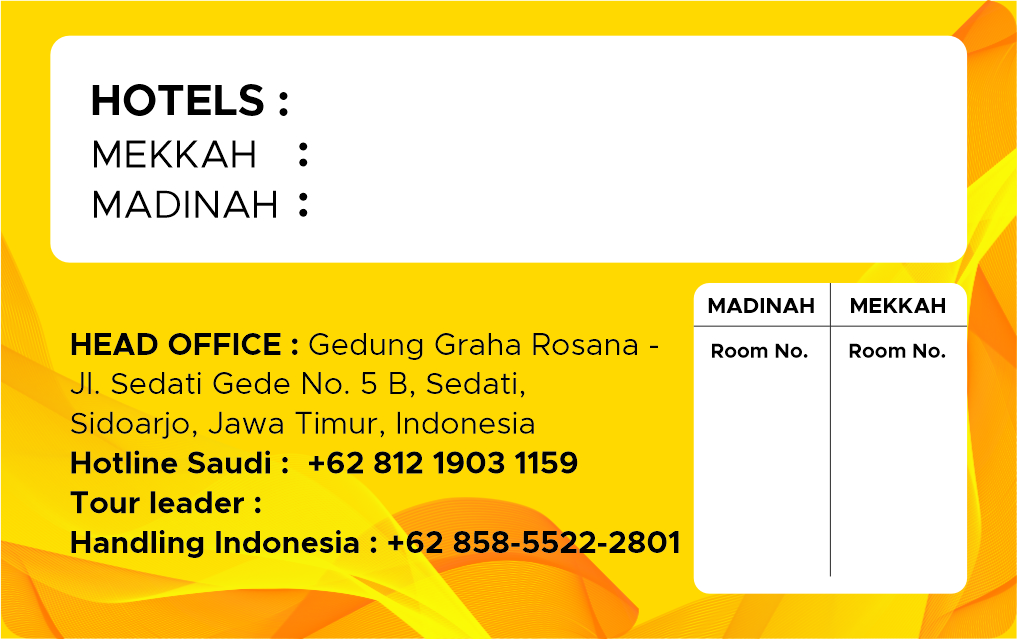 HOTELS :
MEKKAH :
MADINAH :
HEAD OFFICE : Gedung Graha Rosana -
Jl. Sedati Gede No. 5 B, Sedati,
Sidoarjo, Jawa Timur, Indonesia
Hotline Saudi : +62 812 1903 1159
Tour leader :
Handling Indonesia : +62 858-5522-2801
MADINAH MEKKAH
Room No. Room No.